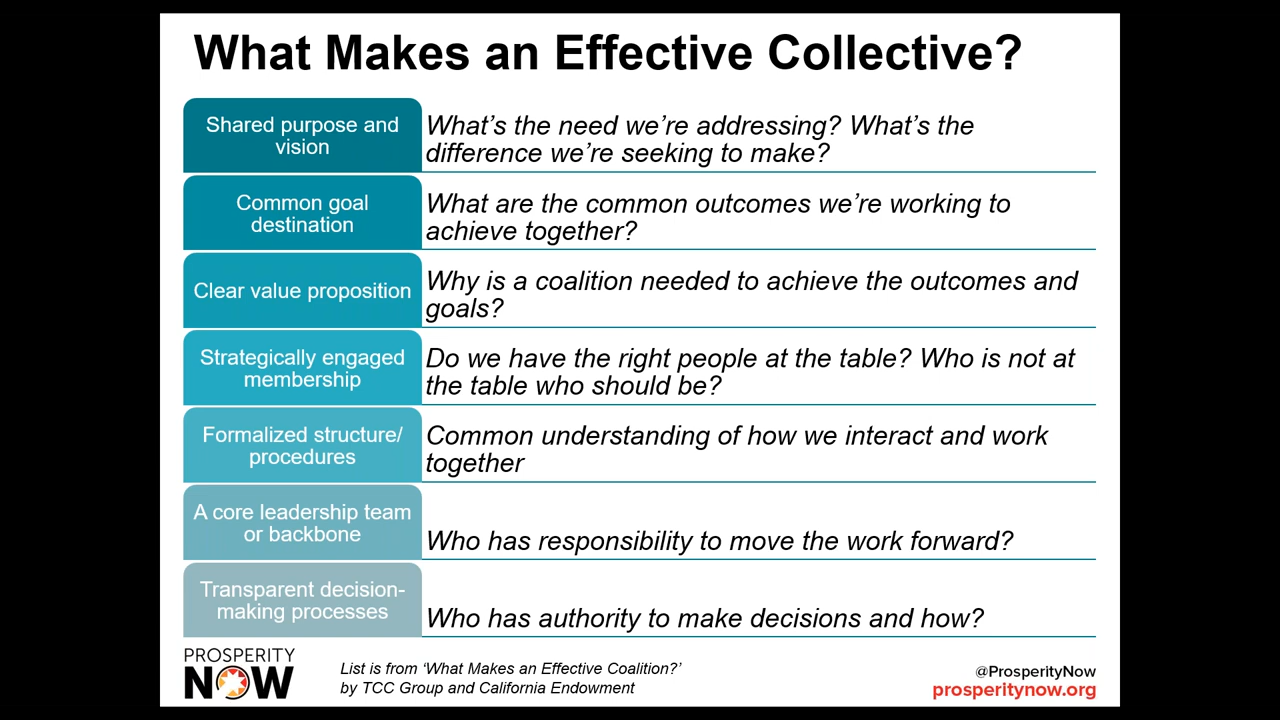 What Makes an Effective Collective?
Shared purpose and
vision
What's the need we're addressing? What's the
difference we're seeking to make?
Common goal
destination
What are the common outcomes we're working to
achieve together?
Clear value proposition
Why is a coalition needed to achieve the outcomes and
goals?
Strategically engaged
membership
Do we have the right people at the table? Who is not at
the table who should be?
Formalized structure/
procedures
Common understanding of how we interact and work
together
A core leadership team
or backbone
Who has responsibility to move the work forward?
Transparent decision-
making processes
Who has authority to make decisions and how?
PROSPERITY
NOW
List is from ‘What Makes an Effective Coalition?’
by TCC Group and California Endowment
@ProsperityNow
prosperitynow.org